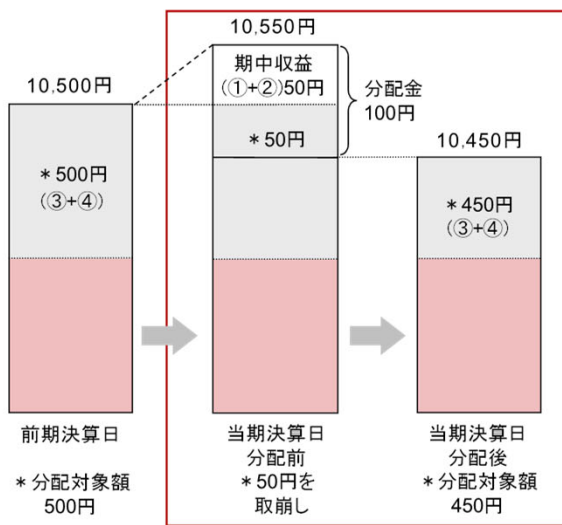 10,550円
10,500円
期中収益
(①+②)50円
分配金
100円
*50円
10,450円
*500円
(③+④)
*450円
(③+④)
前期決算日
*分配対象額
500円
当期決算日
分配前
*50円を
取崩し
当期決算日
分配後
*分配対象額
450円